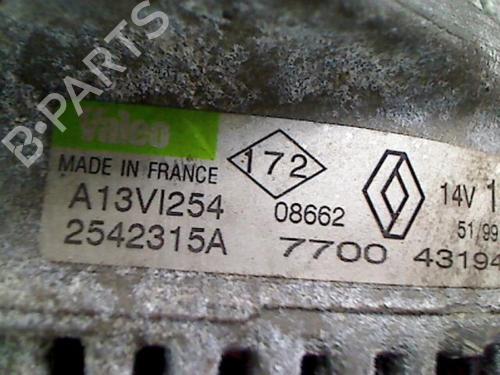 B-PARTS
Valeo
MADE IN FRANCE
A13VI254
2542315A
172
08662
14V 1
51/99
7700 43194